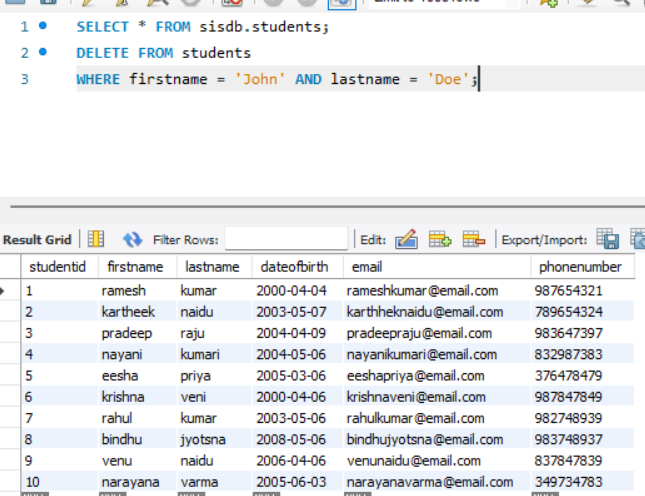 1 SELECT * FROM sisdb.students;
2 DELETE FROM students
3 WHERE firstname = 'John' AND lastname = 'Doe';
Result Grid Filter Rows: Edit: Export/Import:
studentid firstname lastname dateofbirth email phonenumber
1 ramesh kumar 2000-04-04 rameshkumar@email.com 987654321
2 kartheek naidu 2003-05-07 karthheknaidu@email.com 789654324
3 pradeep raju 2004-04-09 pradeepraju@email.com 983647397
4 nayani kumari 2004-05-06 nayanikumari@email.com 832987383
5 eesha priya 2005-03-06 eeshapriya@email.com 376478479
6 krishna veni 2000-04-06 krishnaveni@email.com 987847849
7 rahul kumar 2003-05-06 rahulkumar@email.com 982748939
8 bindhu jyotsna 2008-05-06 bindhujyotsna@email.com 983748937
9 venu naidu 2006-04-06 venunaidu@email.com 837847839
10 narayana varma 2005-06-03 narayanavarma@email.com 349734783